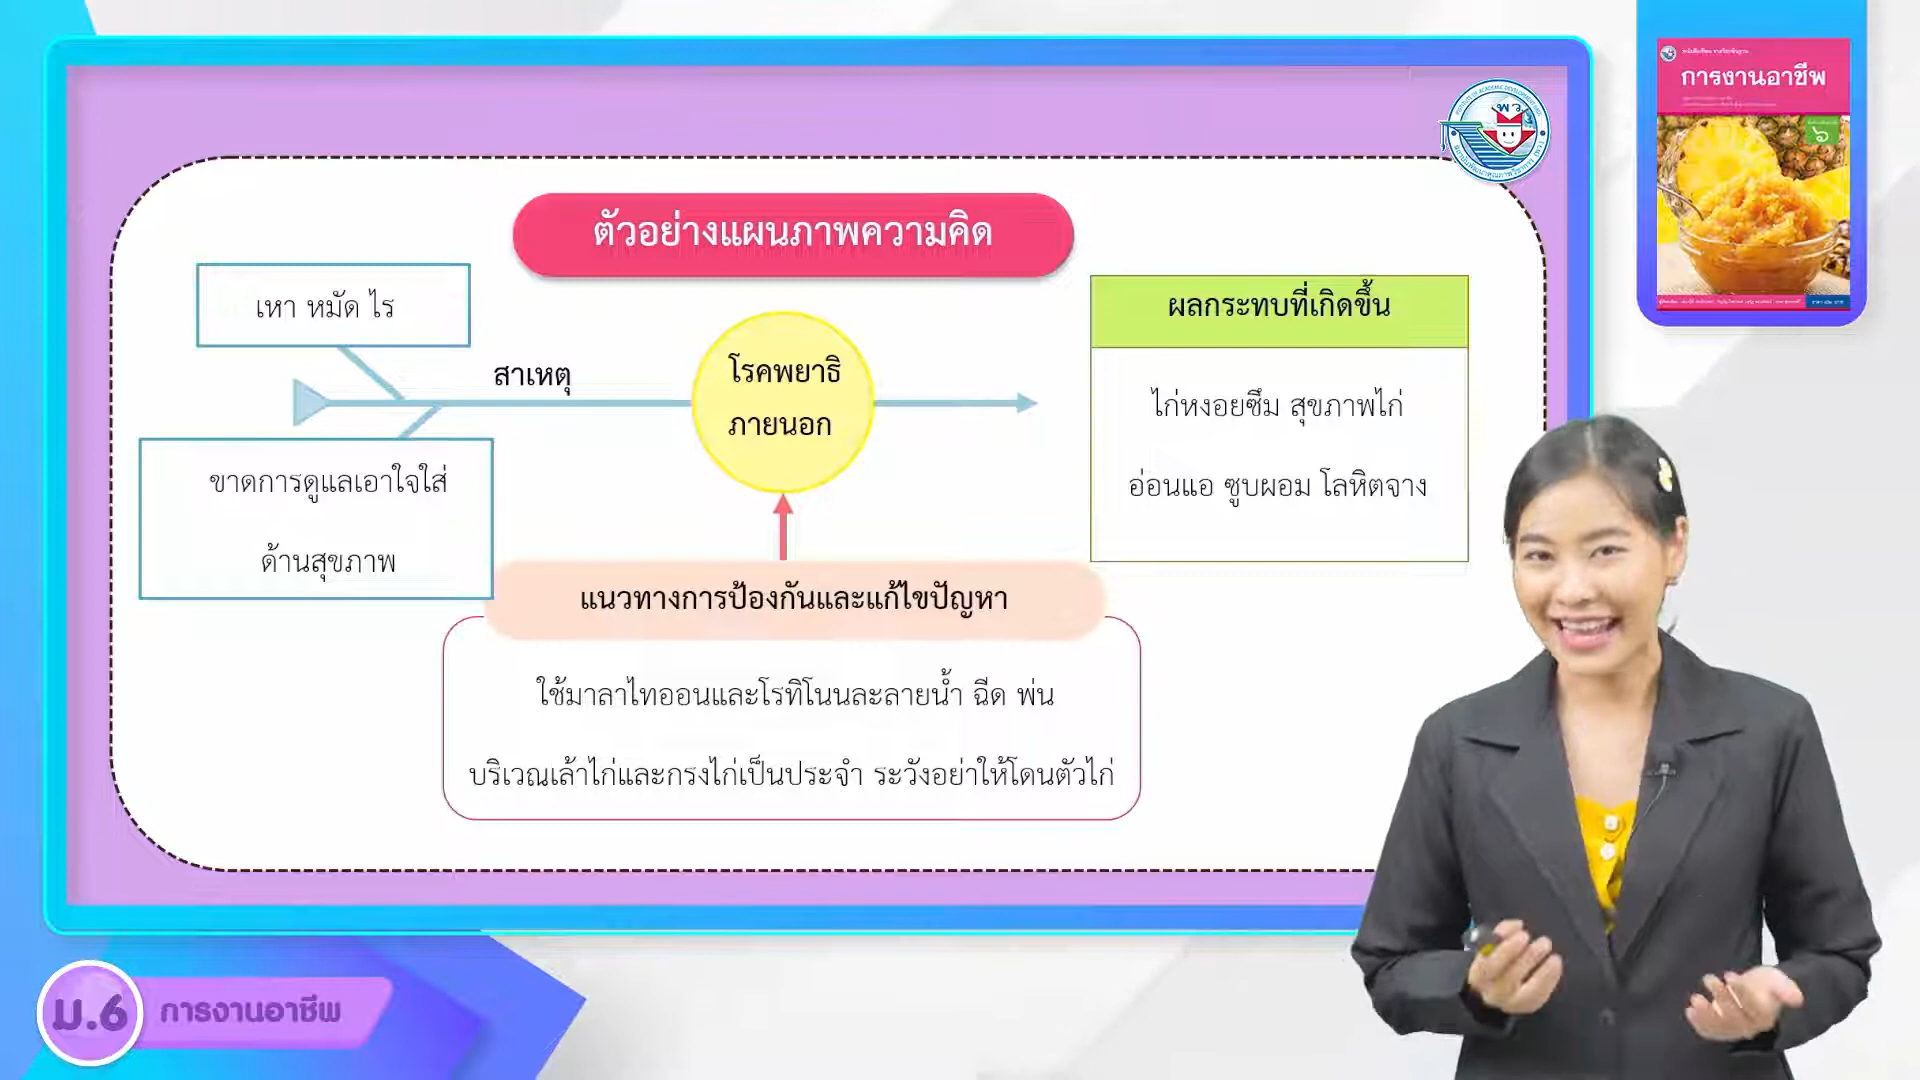 ตัวอย่างแผนภาพความคิด
เหา หมัด ไร
สาเหตุ
ขาดการดูแลเอาใจใส่
ด้านสุขภาพ
โรคพยาธิ
ภายนอก
ผลกระทบที่เกิดขึ้น
ไก่หงอยซึม สุขภาพไก่
อ่อนแอ ซูบผอม โลหิตจาง
แนวทางการป้องกันและแก้ไขปัญหา
ใช้มาลาไทออนและโรทิโนนละลายน้ำ ฉีด พ่น
บริเวณเล้าไก่และกรงไก่เป็นประจำ ระวังอย่าให้โดนตัวไก่
พว.
การงานอาชีพ
๖
ม.6 การงานอาชีพ